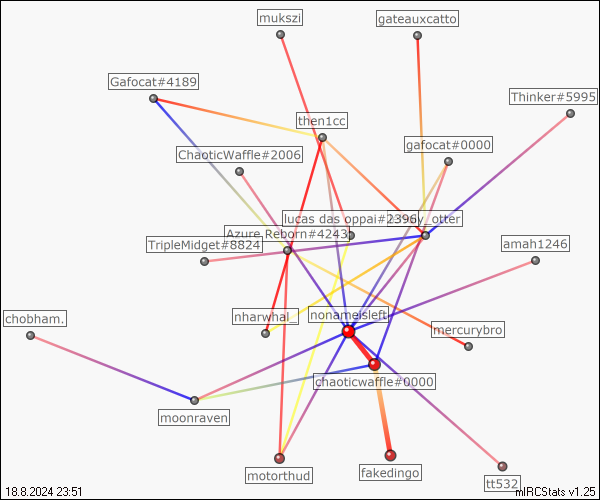 mukszi
gateauxcatto
Gafocat#4189
Thinker#5995
then1cc
gafocat#0000
ChaoticWaffle#2006
lucas das oppai#2396
y_otter
Azure_Reborn#4243
TripleMidget#8824
amah1246
nharwhal_
nonameisleft
chobham.
mercurybro
chaoticwaffle#0000
moonraven
motorthud
fakedingo
tt532
18.8.2024 23:51
mIRCStats v1.25